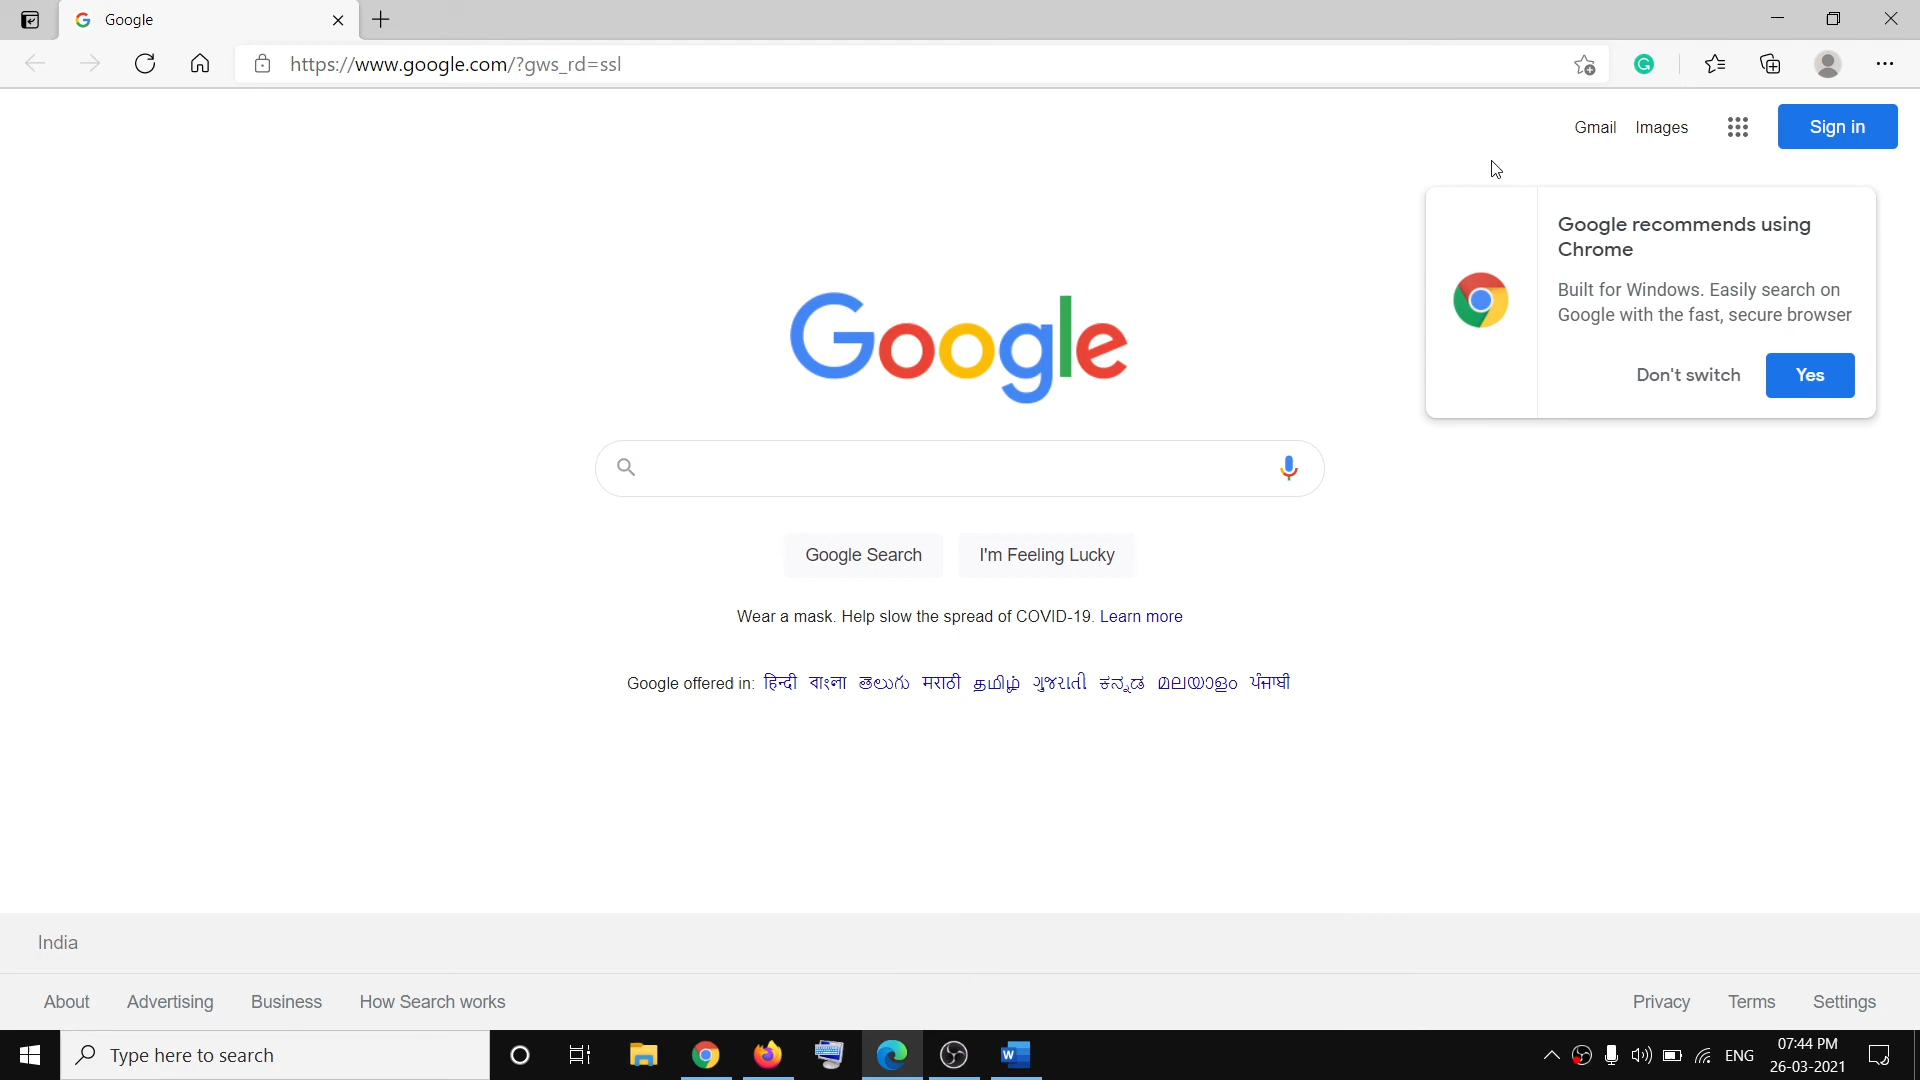 Google
https://www.google.com/?gws_rd=ssl
Gmail Images Sign in
Google recommends using
Chrome
Built for Windows. Easily search on
Google with the fast, secure browser
Don't switch Yes
Google
Google Search I'm Feeling Lucky
Wear a mask. Help slow the spread of COVID-19. Learn more
Google offered in: हिन्दी বাংলা తెలుగు मराठी தமிழ் ગુજરાતી ಕನ್ನಡ മലയാളം ਪੰਜਾਬੀ
India
About Advertising Business How Search works Privacy Terms Settings
Type here to search
ENG
07:44 PM
26-03-2021